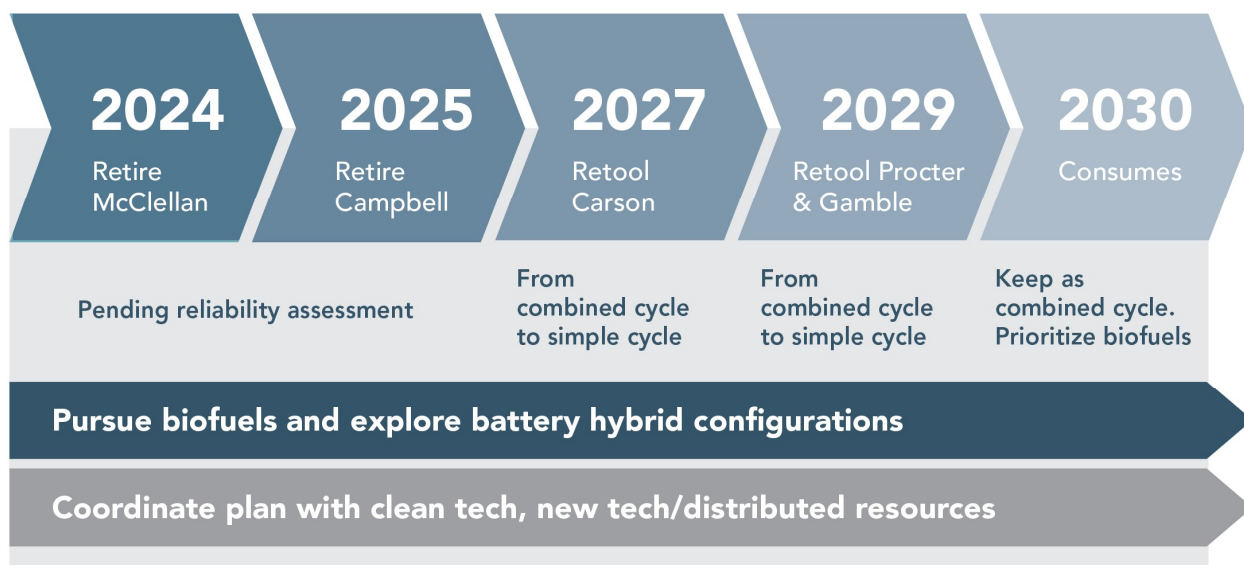 2024
Retire
McClellan
2025
Retire
Campbell
2027
Retool
Carson
2029
Retool Procter
& Gamble
2030
Consumes
Pending reliability assessment
From
combined cycle
to simple cycle
From
combined cycle
to simple cycle
Keep as
combined cycle.
Prioritize biofuels
Pursue biofuels and explore battery hybrid configurations
Coordinate plan with clean tech, new tech/distributed resources